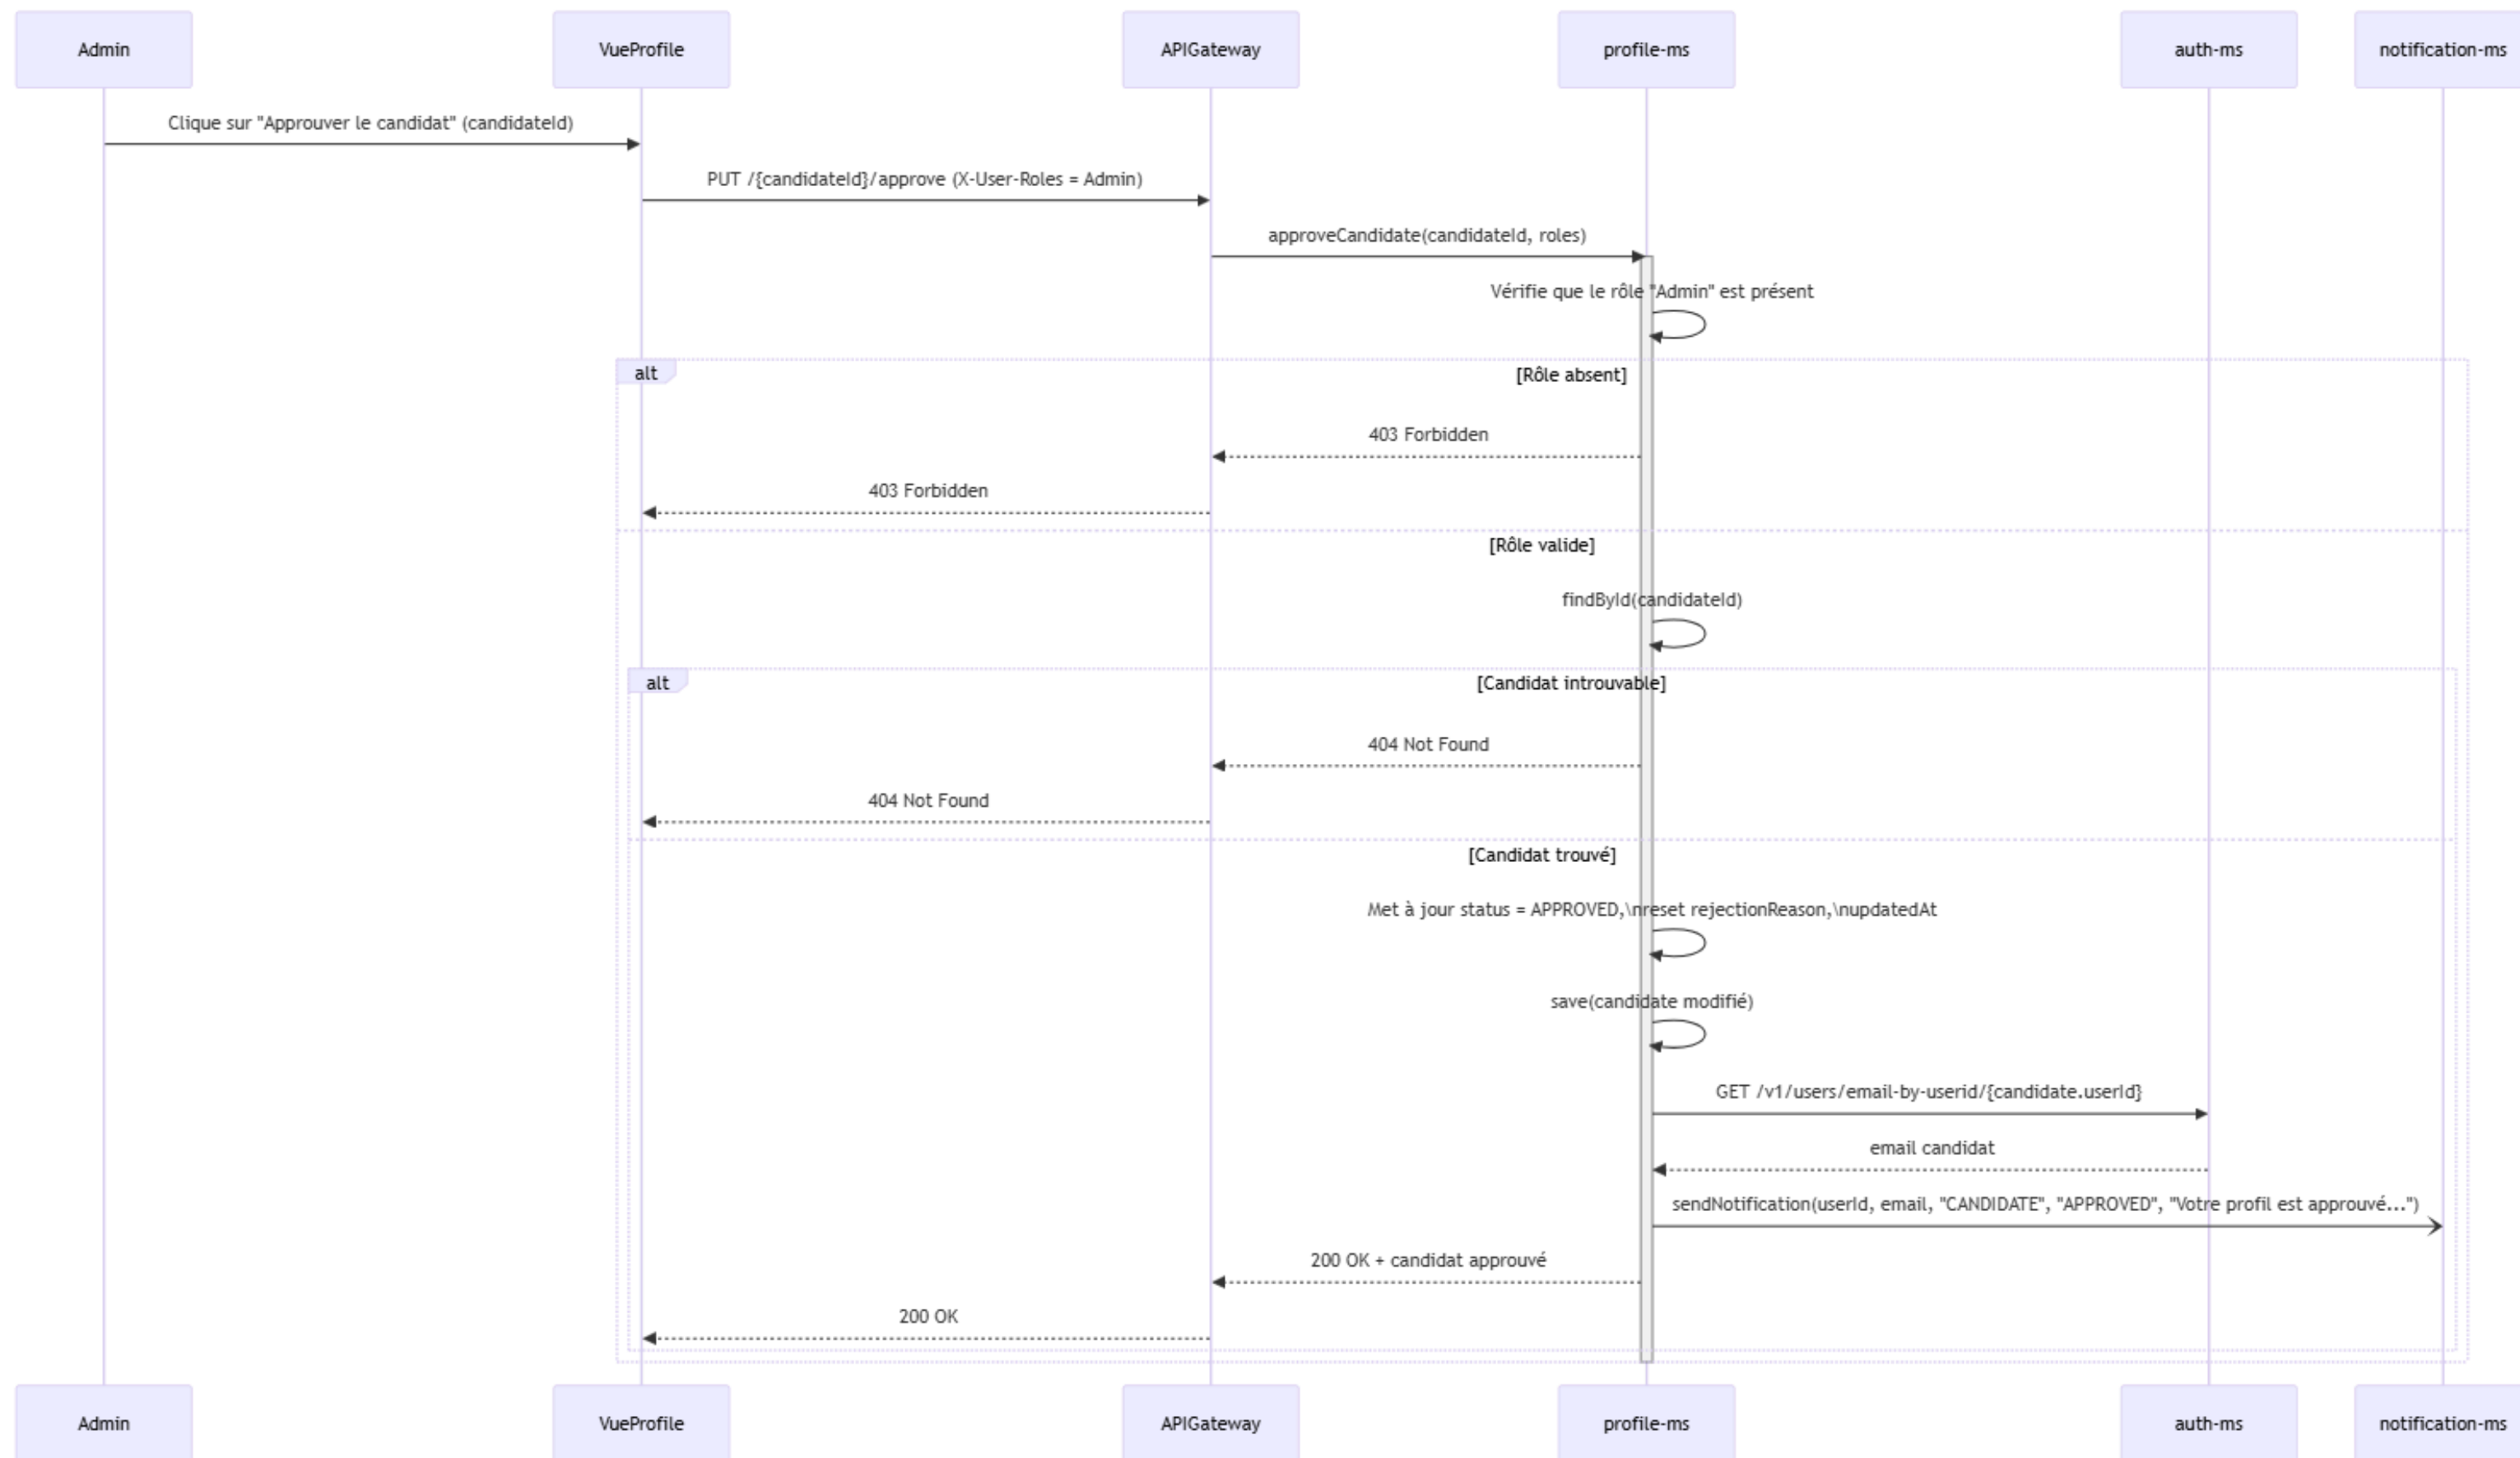 Admin
VueProfile
APIGateway
profile-ms
auth-ms
notification-ms
Clique sur "Approuver le candidat" (candidateId)
PUT /{candidateId}/approve (X-User-Roles = Admin)
approveCandidate(candidateId, roles)
Vérifie que le rôle "Admin" est présent
alt
[Rôle absent]
403 Forbidden
403 Forbidden
[Rôle valide]
findById(candidateId)
alt
[Candidat introuvable]
404 Not Found
404 Not Found
[Candidat trouvé]
Met à jour status = APPROVED,\nreset rejectionReason,\nupdatedAt
save(candidate modifié)
GET /v1/users/email-by-userid/{candidate.userId}
email candidat
sendNotification(userId, email, "CANDIDATE", "APPROVED", "Votre profil est approuvé...")
200 OK + candidat approuvé
200 OK
Admin
VueProfile
APIGateway
profile-ms
auth-ms
notification-ms